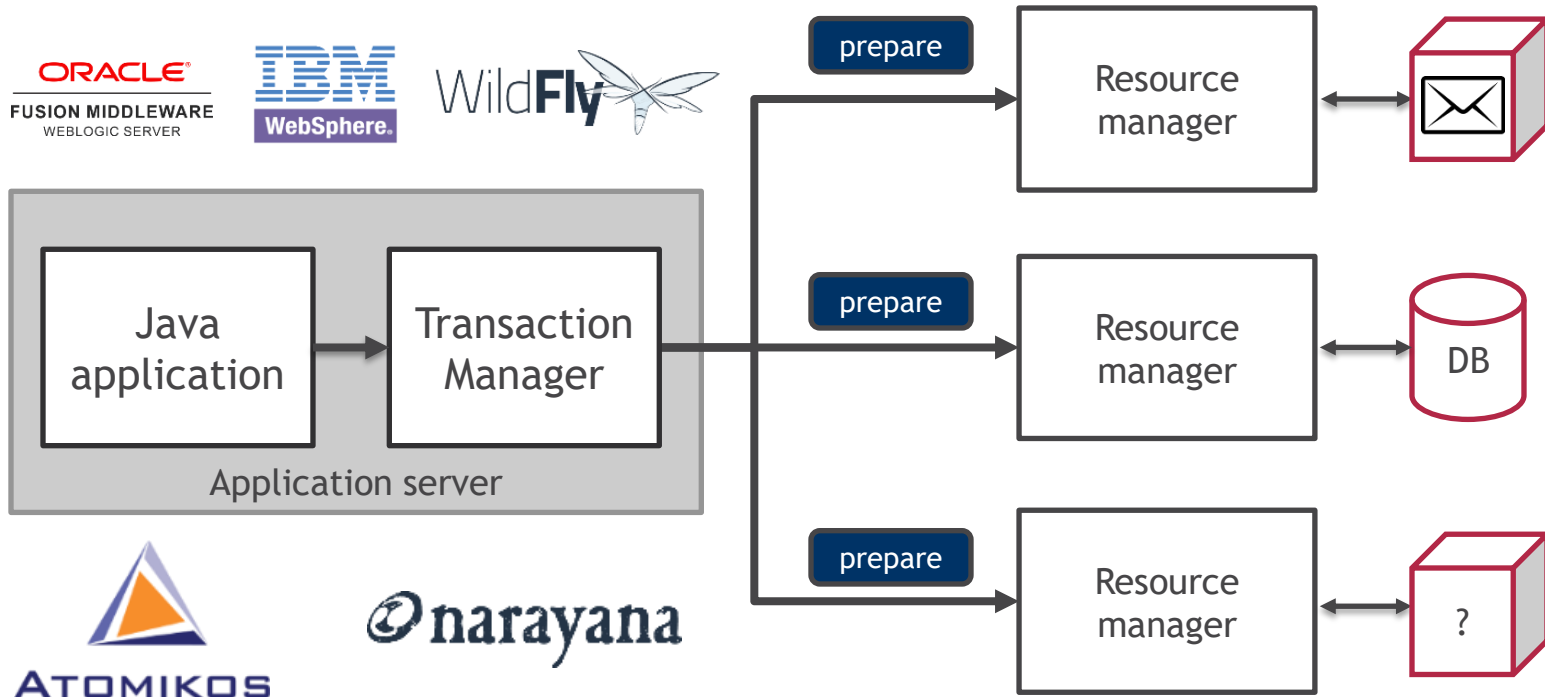 ORACLE®
FUSION MIDDLEWARE
WEBLOGIC SERVER
IBM
WebSphere.
WildFly
Java
application
Transaction
Manager
Application server
ATOMIKOS
narayana
prepare
Resource
manager
prepare
Resource
manager
DB
prepare
Resource
manager
?